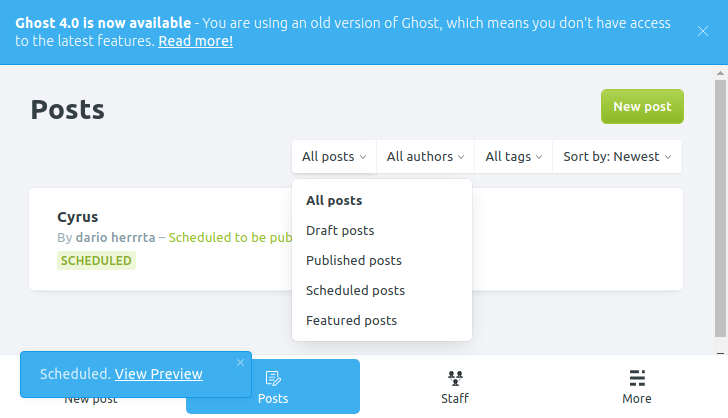 Ghost 4.0 is now available - You are using an old version of Ghost, which means you don't have access
to the latest features. Read more!
Posts
New post
All posts
All authors
All tags
Sort by: Newest
All posts
Draft posts
Published posts
Scheduled posts
Featured posts
Cyrus
By dario herrrta – Scheduled to be pub
SCHEDULED
Scheduled. View Preview
New post
Posts
Staff
More